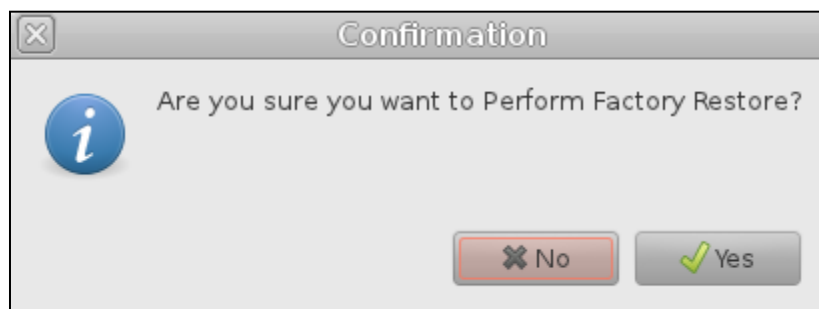 Confirmation
Are you sure you want to Perform Factory Restore?
No
Yes